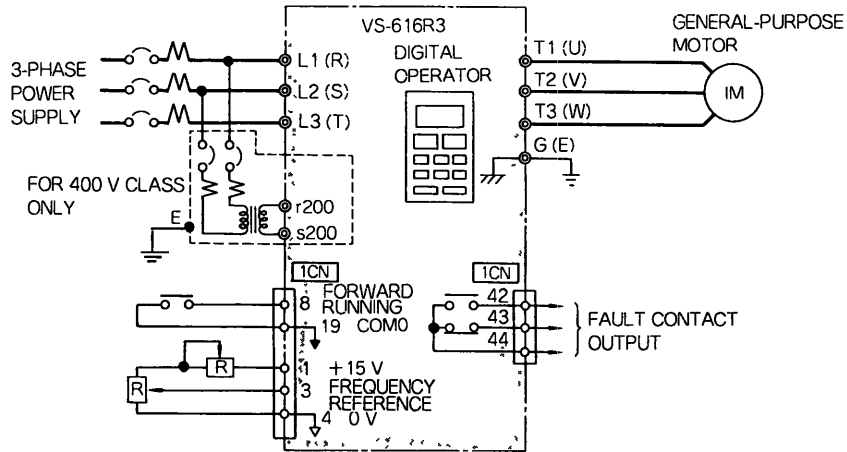 VS-616R3
DIGITAL
OPERATOR
GENERAL-PURPOSE
MOTOR
3-PHASE
POWER
SUPPLY
L1 (R)
L2 (S)
L3 (T)
T1 (U)
T2 (V)
T3 (W)
IM
G (E)
FOR 400 V CLASS
ONLY
E
r200
s200
1CN
8 FORWARD
RUNNING
19 COM0
1 +15 V
3 FREQUENCY
REFERENCE
4 0 V
R
R
1CN
42
43
44
FAULT CONTACT
OUTPUT